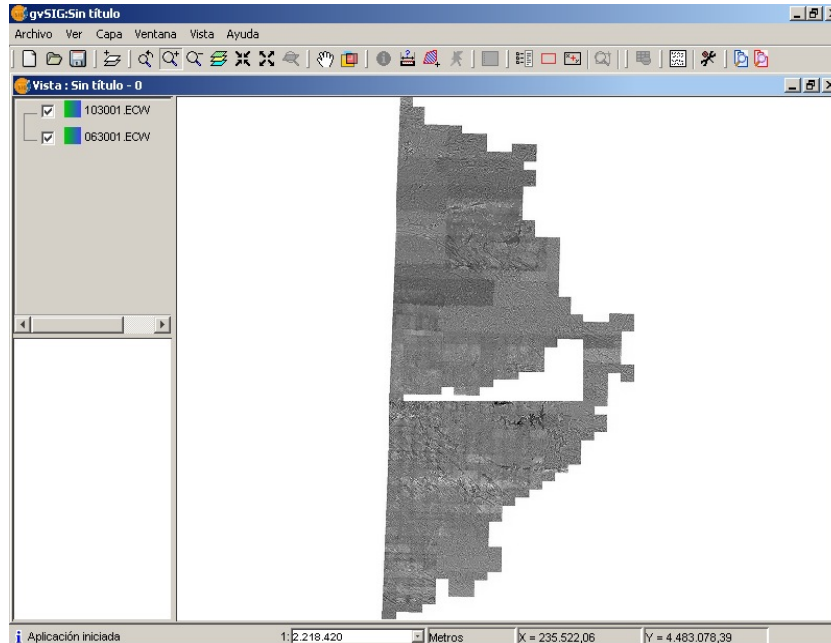 gvSIG:Sin título
Archivo Ver Capa Ventana Vista Ayuda
Vista : Sin título - 0
103001.ECW
063001.ECW
Aplicación iniciada 1: 2.218.420 Metros X = 235.522,06 Y = 4.483.078,39